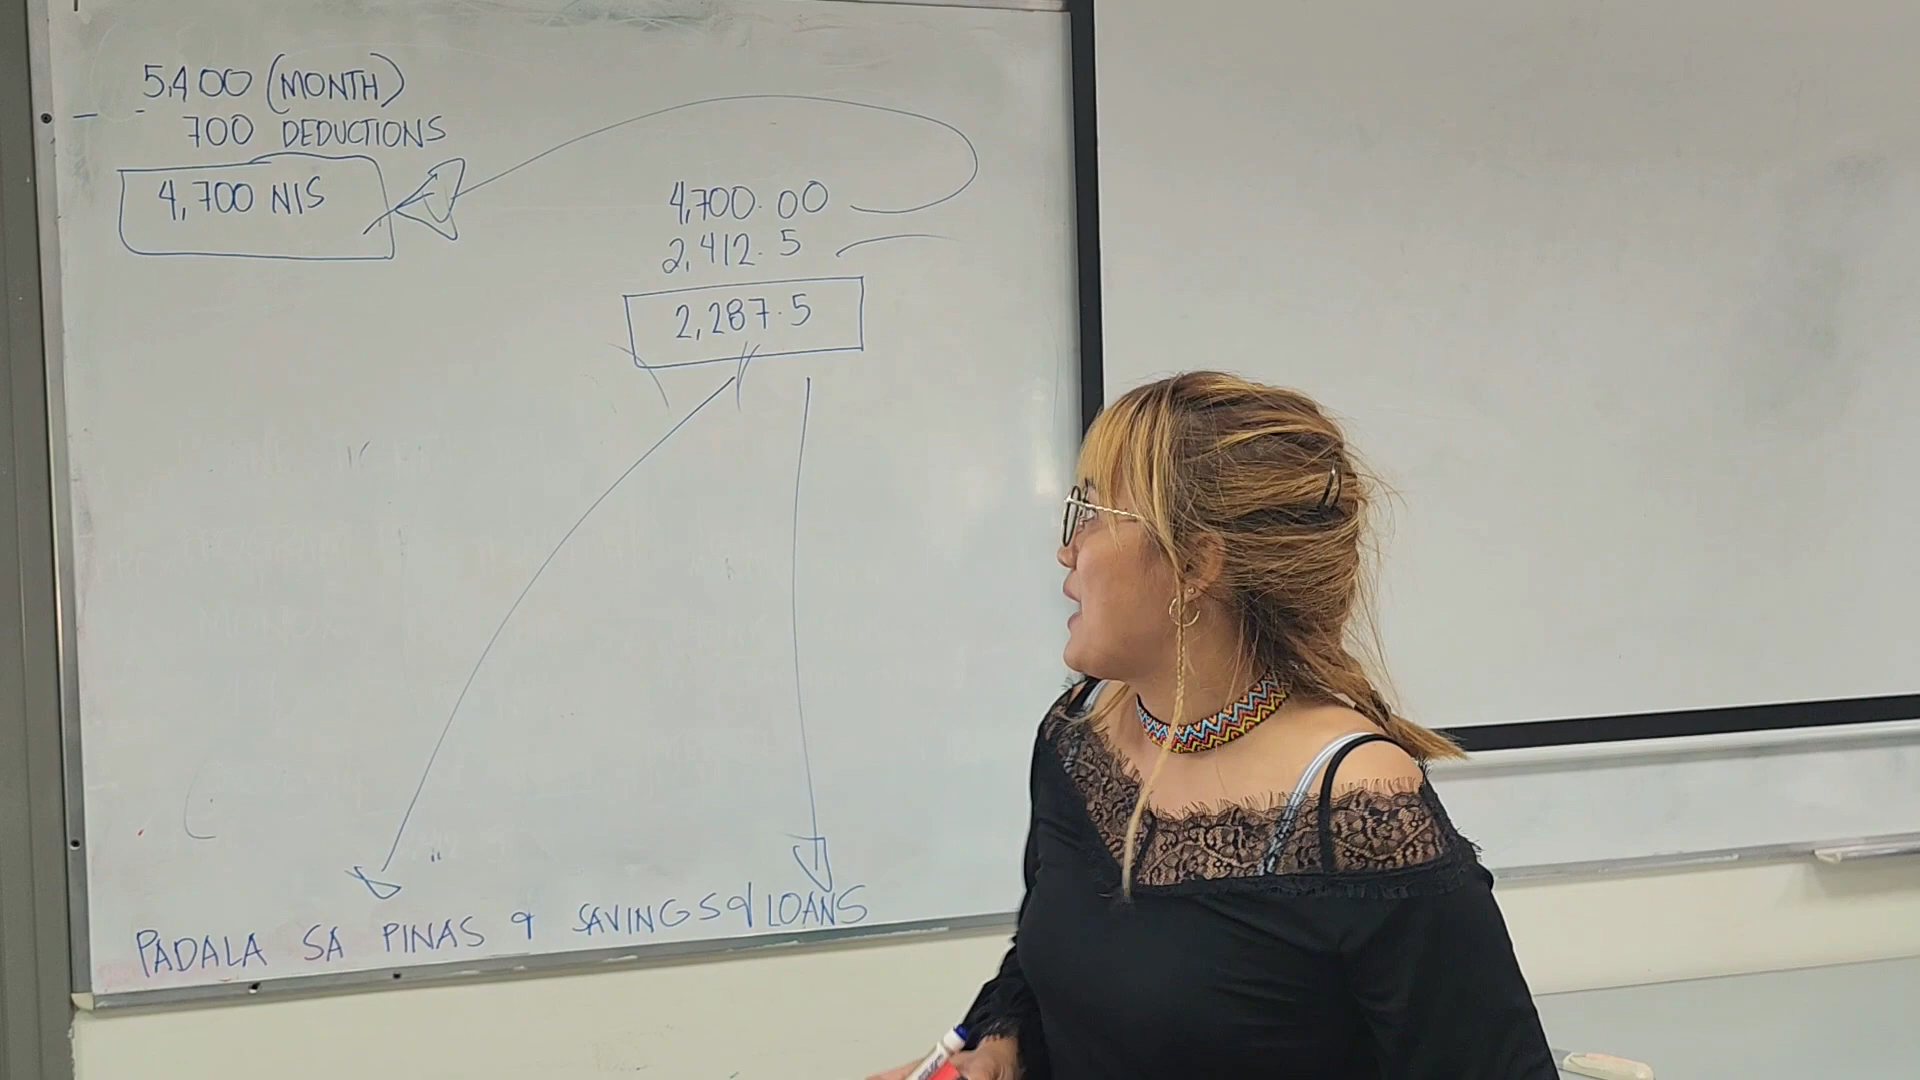 5,400 (MONTH)
- 700 DEDUCTIONS
4,700 NIS
4,700.00
2,412.5
2,287.5
PADALA SA PINAS & SAVINGS & LOANS